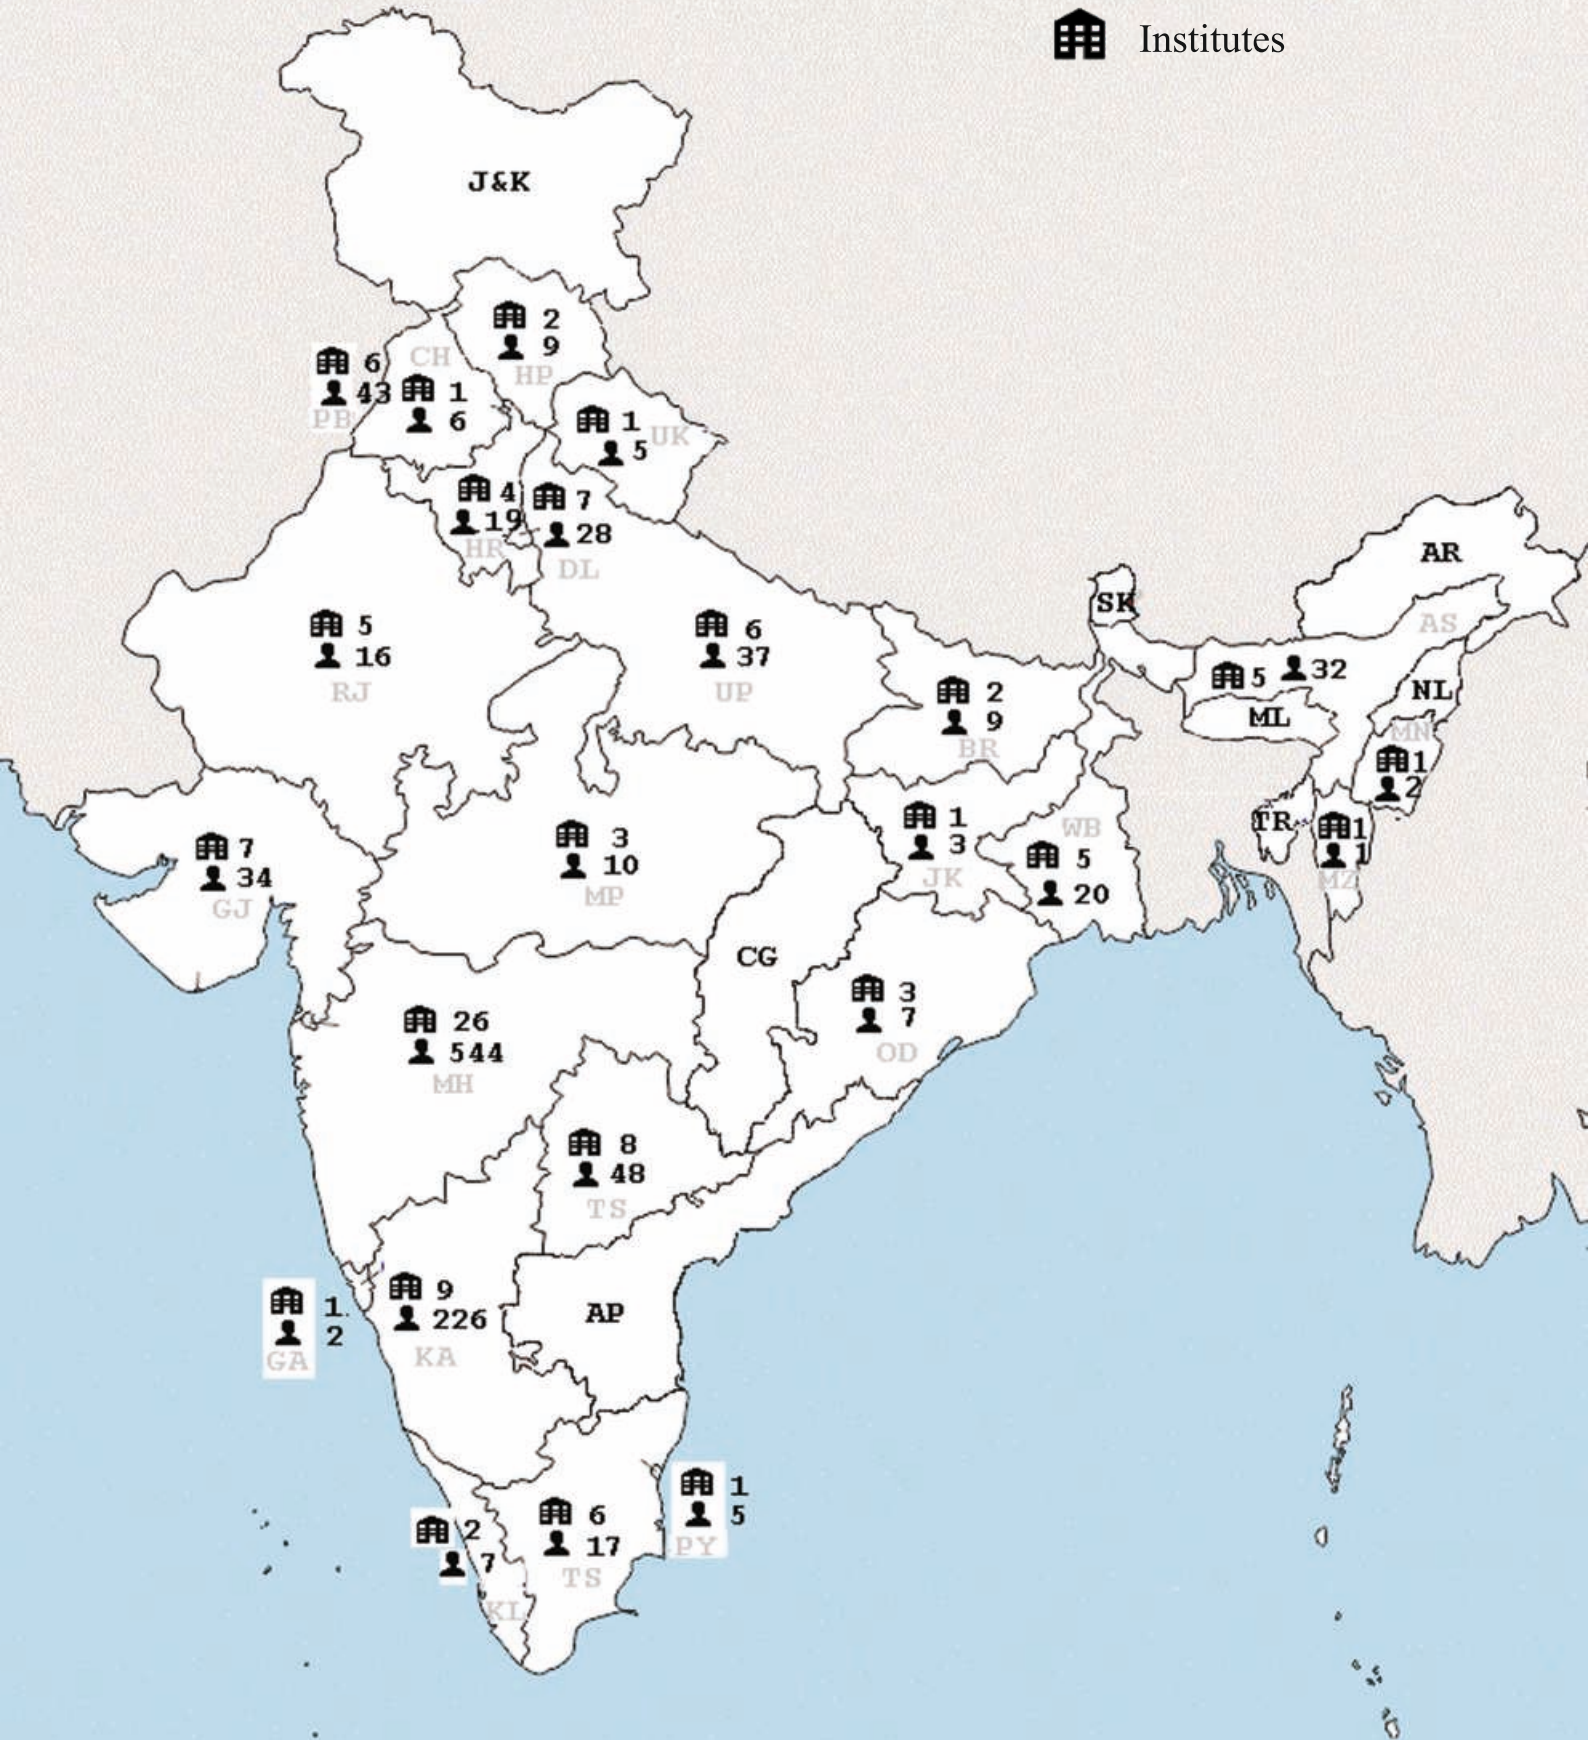 Institutes
J&K
2
9
HP
6
43
PB
CH
1
6
1
5
UK
4
19
HR
7
28
DL
AR
SK
AS
5
16
RJ
6
37
UP
5
32
NL
ML
2
9
BR
MN
1
2
7
34
GJ
3
10
MP
1
3
JK
WB
5
20
TR
1
1
MZ
CG
26
544
MH
3
7
OD
8
48
TS
1.
2
GA
9
226
KA
AP
1
5
PY
2
7
KL
6
17
TS